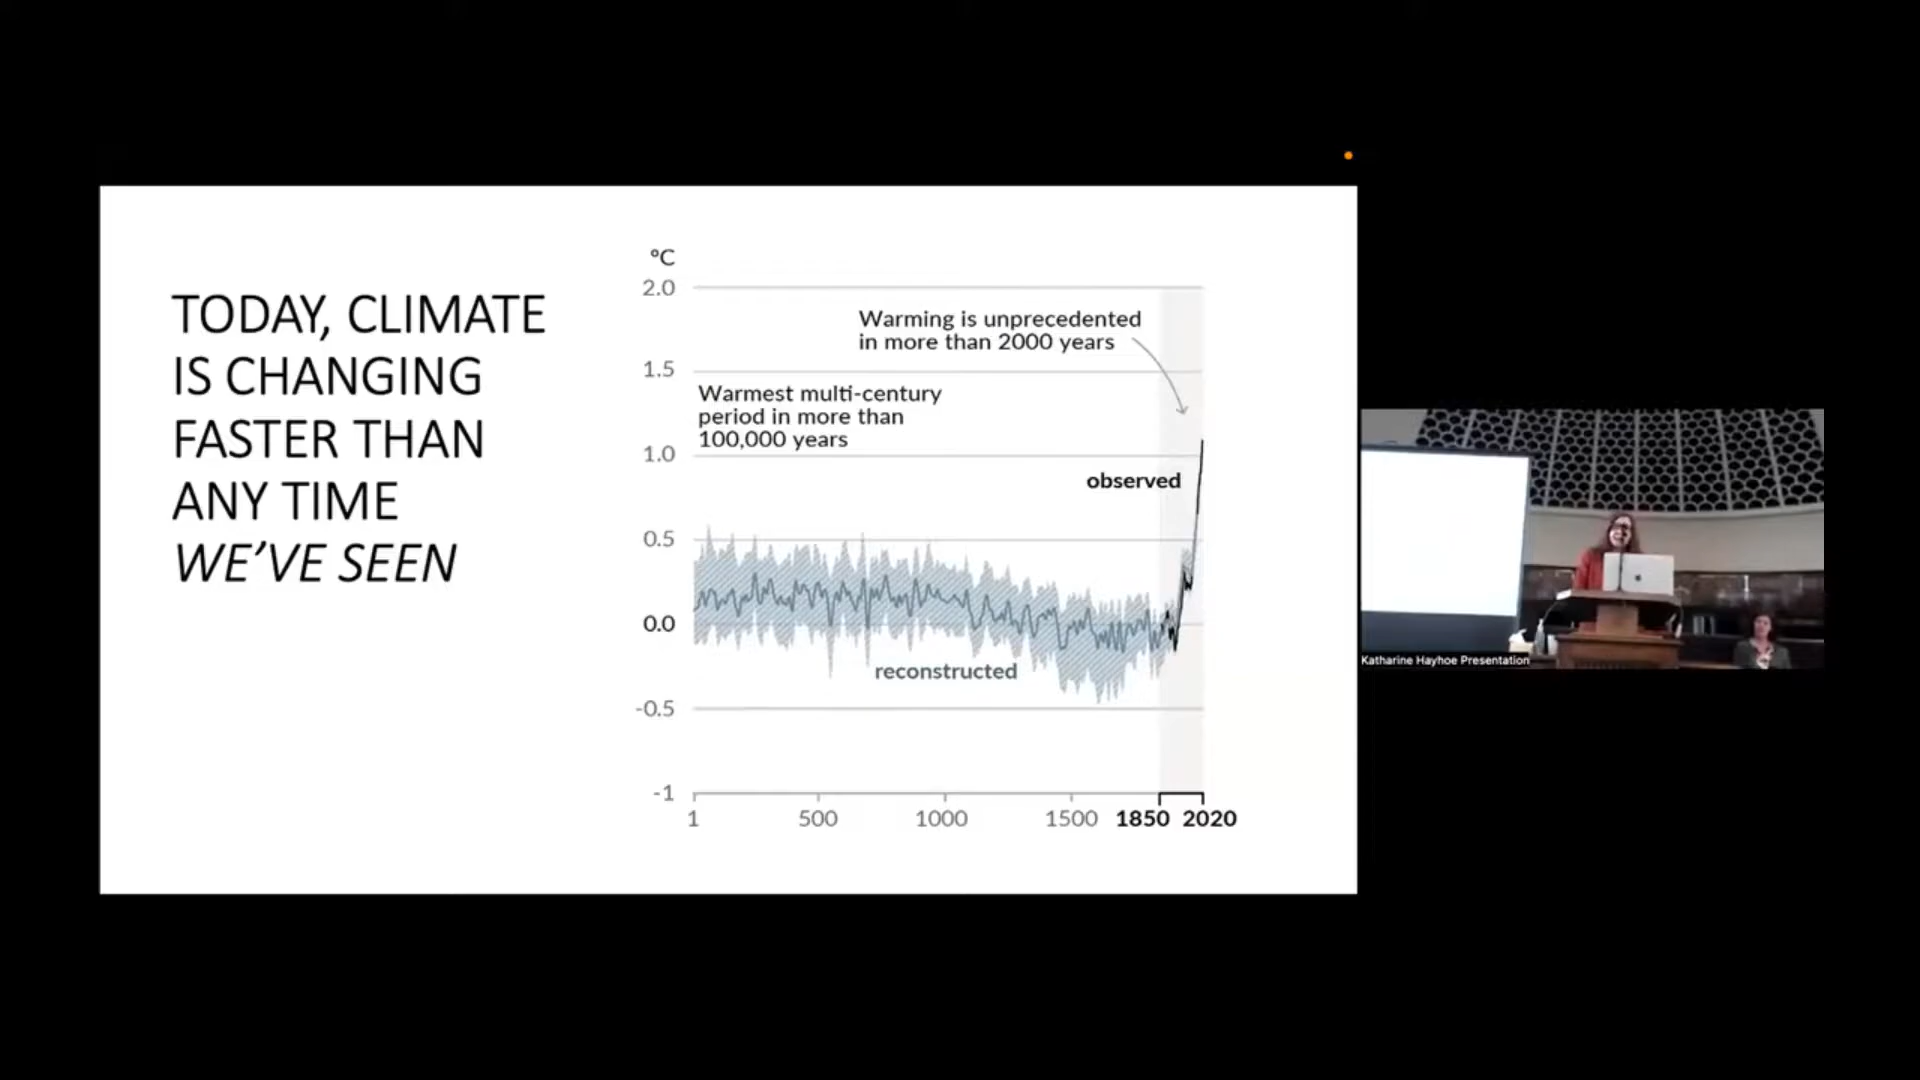 TODAY, CLIMATE
IS CHANGING
FASTER THAN
ANY TIME
WE'VE SEEN
°C
2.0
Warming is unprecedented
in more than 2000 years
1.5
Warmest multi-century
period in more than
100,000 years
1.0
observed
0.5
0.0
reconstructed
-0.5
-1
1
500
1000
1500
1850
2020
Katharine Hayhoe Presentation